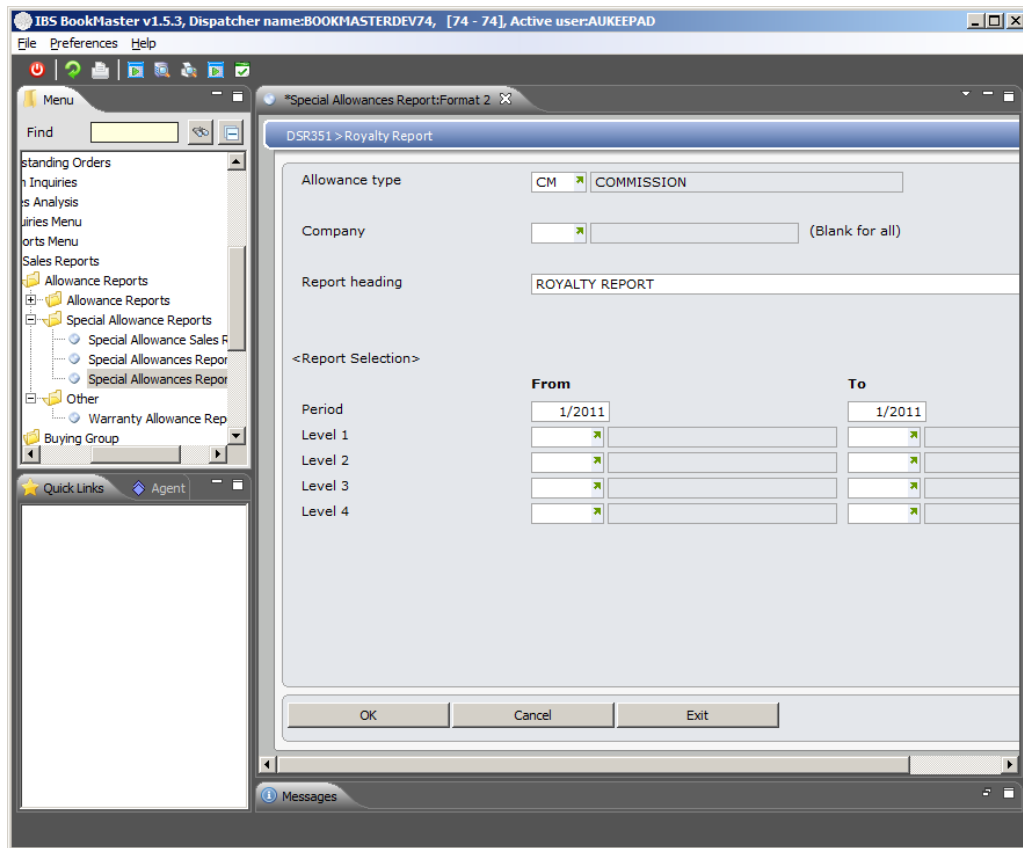 IBS BookMaster v1.5.3, Dispatcher name:BOOKMASTERDEV74, [74 - 74], Active user:AUKEEPAD
File Preferences Help
Menu
Find
standing Orders
Inquiries
s Analysis
uiries Menu
orts Menu
Sales Reports
Allowance Reports
Allowance Reports
Special Allowance Reports
Special Allowance Sales R
Special Allowances Repor
Special Allowances Repor
Other
Warranty Allowance Rep
Buying Group
Quick Links Agent
*Special Allowances Report:Format 2
DSR351 > Royalty Report
Allowance type CM COMMISSION
Company (Blank for all)
Report heading ROYALTY REPORT
<Report Selection>
From To
Period 1/2011 1/2011
Level 1
Level 2
Level 3
Level 4
OK Cancel Exit
Messages